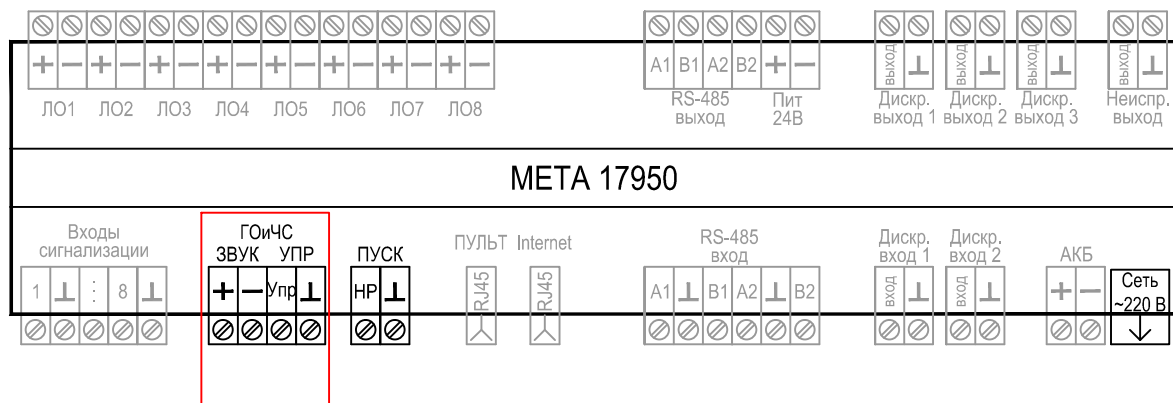 + − + − + − + − + − + − + − + −
ЛО1 ЛО2 ЛО3 ЛО4 ЛО5 ЛО6 ЛО7 ЛО8
A1 B1 A2 B2 + −
RS-485
выход
Пит
24В
выход ⊥
Дискр.
выход 1
выход ⊥
Дискр.
выход 2
выход ⊥
Дискр.
выход 3
выход ⊥
Неиспр.
выход
МЕТА 17950
Входы
сигнализации
1 ⊥ ⋮ 8 ⊥
ГОиЧС
ЗВУК УПР
+ − Упр ⊥
ПУСК
НР ⊥
ПУЛЬТ
RJ45
Internet
RJ45
RS-485
вход
A1 ⊥ B1 A2 ⊥ B2
Дискр.
вход 1
вход ⊥
Дискр.
вход 2
вход ⊥
АКБ
+ −
Сеть
~220 В